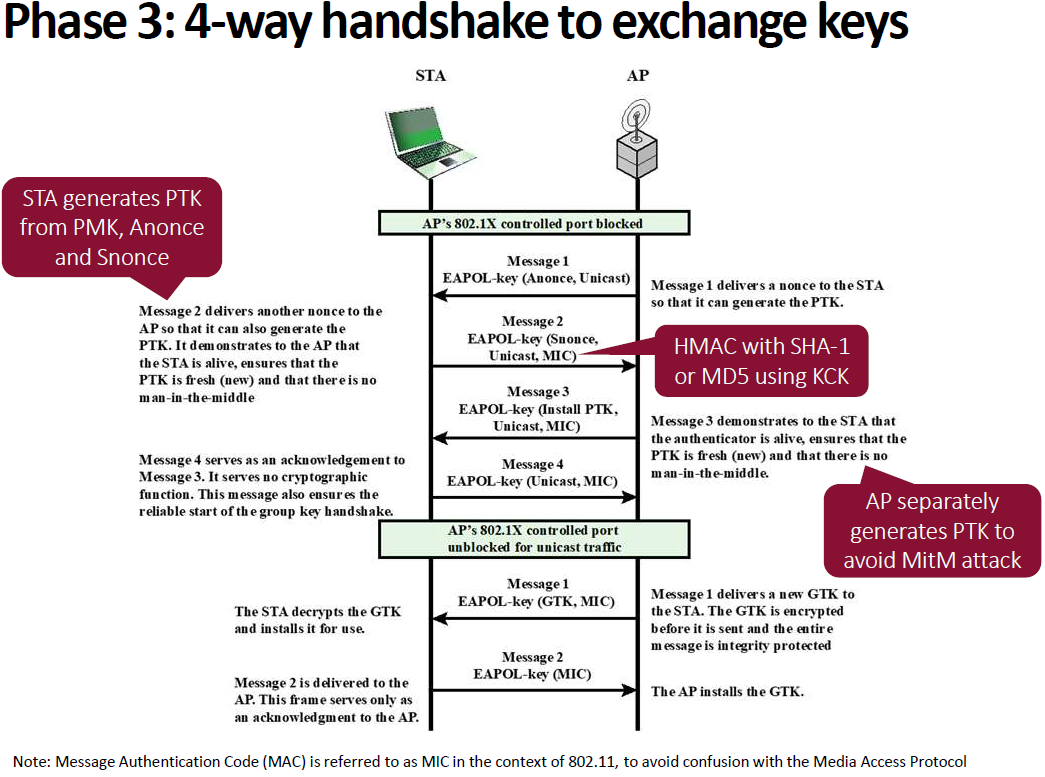 Phase 3: 4-way handshake to exchange keys
STA
AP
STA generates PTK
from PMK, Anonce
and Snonce
AP's 802.1X controlled port blocked
Message 1
EAPOL-key (Anonce, Unicast)
Message 1 delivers a nonce to the STA
so that it can generate the PTK.
Message 2 delivers another nonce to the
AP so that it can also generate the
PTK. It demonstrates to the AP that
the STA is alive, ensures that the
PTK is fresh (new) and that there is no
man-in-the-middle
Message 2
EAPOL-key (Snonce,
Unicast, MIC)
HMAC with SHA-1
or MD5 using KCK
Message 3
EAPOL-key (Install PTK,
Unicast, MIC)
Message 3 demonstrates to the STA that
the authenticator is alive, ensures that the
PTK is fresh (new) and that there is no
man-in-the-middle.
Message 4 serves as an acknowledgement to
Message 3. It serves no cryptographic
function. This message also ensures the
reliable start of the group key handshake.
Message 4
EAPOL-key (Unicast, MIC)
AP separately
generates PTK to
avoid MitM attack
AP's 802.1X controlled port
unblocked for unicast traffic
Message 1
EAPOL-key (GTK, MIC)
Message 1 delivers a new GTK to
the STA. The GTK is encrypted
before it is sent and the entire
message is integrity protected
The STA decrypts the GTK
and installs it for use.
Message 2
EAPOL-key (MIC)
Message 2 is delivered to the
AP. This frame serves only as
an acknowledgment to the AP.
The AP installs the GTK.
Note: Message Authentication Code (MAC) is referred to as MIC in the context of 802.11, to avoid confusion with the Media Access Protocol